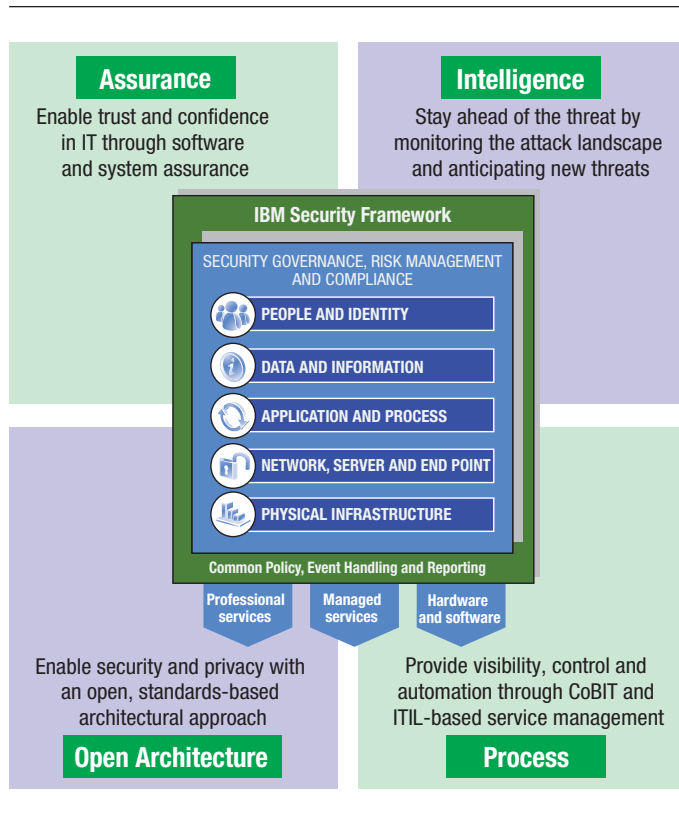 Assurance
Enable trust and confidence
in IT through software
and system assurance
Intelligence
Stay ahead of the threat by
monitoring the attack landscape
and anticipating new threats
IBM Security Framework
SECURITY GOVERNANCE, RISK MANAGEMENT
AND COMPLIANCE
PEOPLE AND IDENTITY
DATA AND INFORMATION
APPLICATION AND PROCESS
NETWORK, SERVER AND END POINT
PHYSICAL INFRASTRUCTURE
Common Policy, Event Handling and Reporting
Professional
services
Managed
services
Hardware
and software
Enable security and privacy with
an open, standards-based
architectural approach
Open Architecture
Provide visibility, control and
automation through CoBIT and
ITIL-based service management
Process